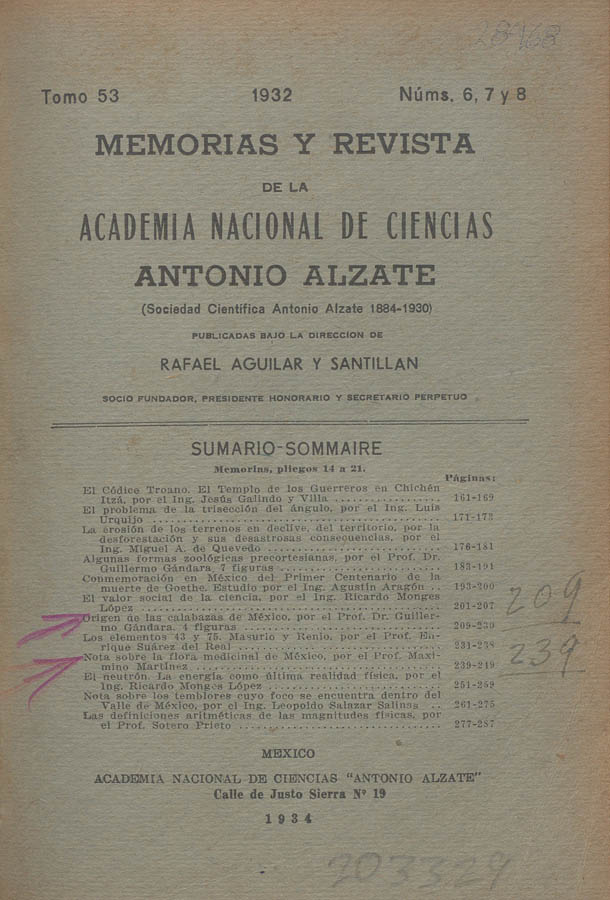 28968
Tomo 53 1932 Núms. 6, 7 y 8
MEMORIAS Y REVISTA
DE LA
ACADEMIA NACIONAL DE CIENCIAS
ANTONIO ALZATE
(Sociedad Científica Antonio Alzate 1884-1930)
PUBLICADAS BAJO LA DIRECCION DE
RAFAEL AGUILAR Y SANTILLAN
SOCIO FUNDADOR, PRESIDENTE HONORARIO Y SECRETARIO PERPETUO
SUMARIO-SOMMAIRE
Memorias, pliegos 14 a 21.
Páginas:
El Códice Troano. El Templo de los Guerreros en Chichén
Itzá, por el Ing. Jesús Galindo y Villa .................. 161-169
El problema de la trisección del ángulo, por el Ing. Luis
Urquijo .................. 171-173
La erosión de los terrenos en declive, del territorio, por la
desforestación y sus desastrosas consecuencias, por el
Ing. Miguel A. de Quevedo .................. 176-181
Algunas formas zoológicas precortesianas, por el Prof. Dr.
Guillermo Gándara, 7 figuras .................. 183-191
Conmemoración en México del Primer Centenario de la
muerte de Goethe. Estudio por el Ing. Agustín Aragón .. 193-200
El valor social de la ciencia, por el Ing. Ricardo Monges
López .................. 201-207
Origen de las calabazas de México, por el Prof. Dr. Guiller-
mo Gándara. 4 figuras .................. 209-230
209
Los elementos 43 y 75. Masurio y Renio, por el Prof. En-
rique Suárez del Real .................. 231-238
Nota sobre la flora medicinal de México, por el Prof. Maxi-
mino Martínez .................. 239-249
239
El neutrón. La energía como última realidad física, por el
Ing. Ricardo Monges López .................. 251-259
Nota sobre los temblores cuyo foco se encuentra dentro del
Valle de México, por el Ing. Leopoldo Salazar Salinas .. 261-275
Las definiciones aritméticas de las magnitudes físicas, por
el Prof. Sotero Prieto .................. 277-287
MEXICO
ACADEMIA NACIONAL DE CIENCIAS "ANTONIO ALZATE"
Calle de Justo Sierra Nº 19
1934
203329